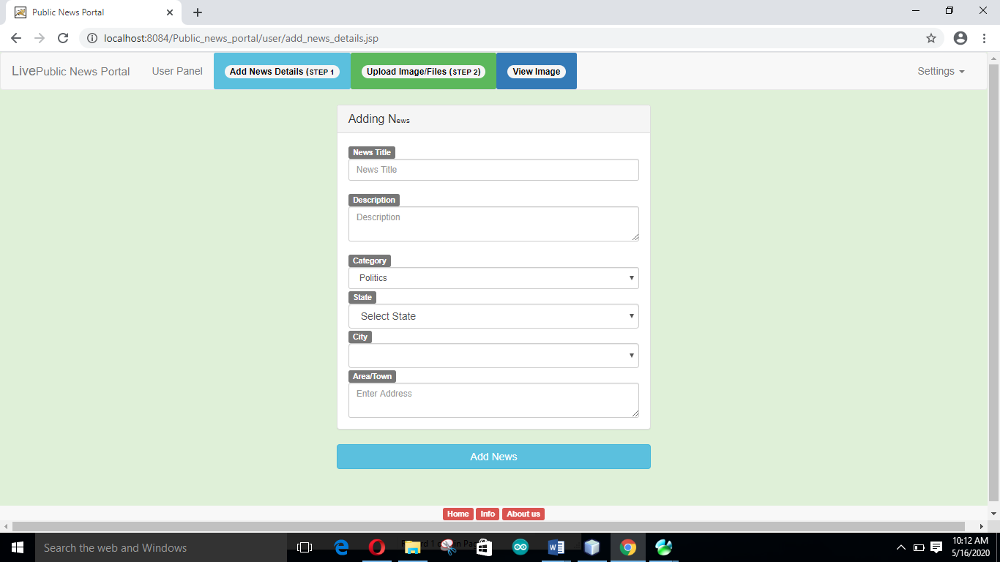 Public News Portal
localhost:8084/Public_news_portal/user/add_news_details.jsp
LivePublic News Portal User Panel Add News Details (STEP 1 Upload Image/Files (STEP 2) View Image Settings
Adding News
News Title
News Title
Description
Description
Category
Politics
State
Select State
City
Area/Town
Enter Address
Add News
Home Info About us
Search the web and Windows
10:12 AM
5/16/2020